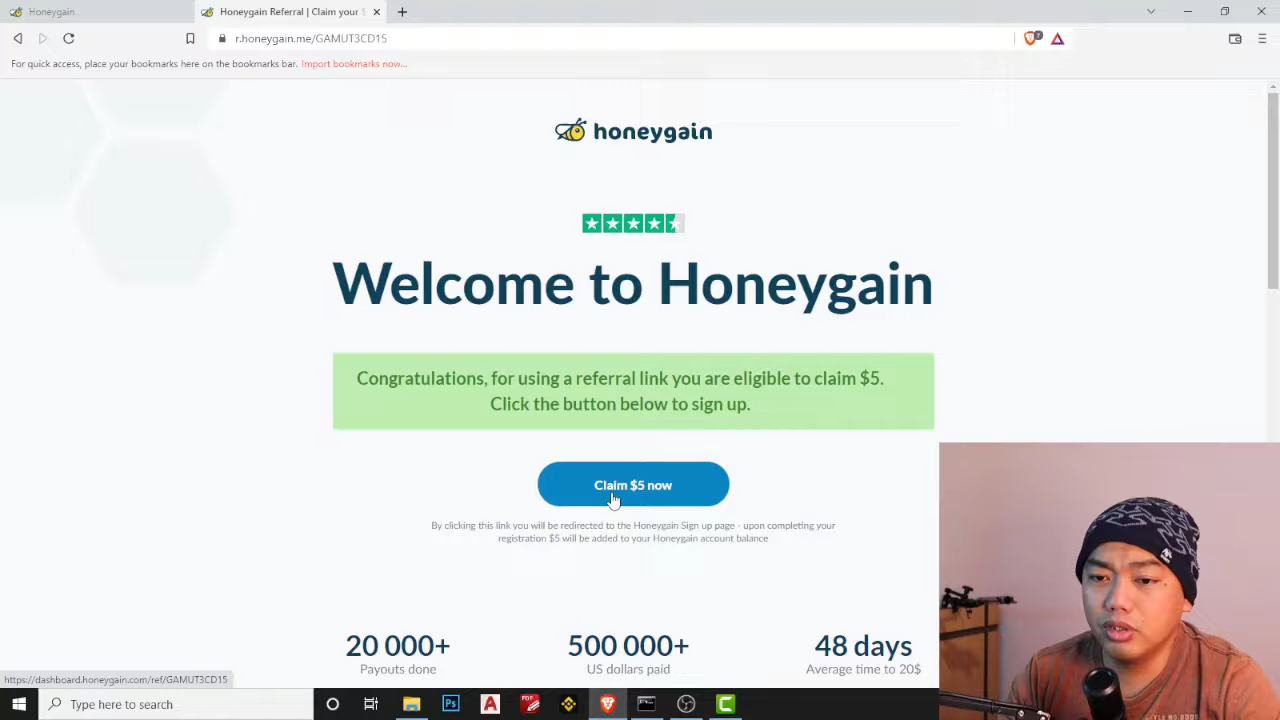 Honeygain
Honeygain Referral | Claim your $
r.honeygain.me/GAMUT3CD15
For quick access, place your bookmarks here on the bookmarks bar. Import bookmarks now...
honeygain
Welcome to Honeygain
Congratulations, for using a referral link you are eligible to claim $5.
Click the button below to sign up.
Claim $5 now
By clicking this link you will be redirected to the Honeygain Sign up page - upon completing your
registration $5 will be added to your Honeygain account balance
20 000+
Payouts done
500 000+
US dollars paid
48 days
Average time to 20$
https://dashboard.honeygain.com/ref/GAMUT3CD15
Type here to search
Ps
A
PDF
C